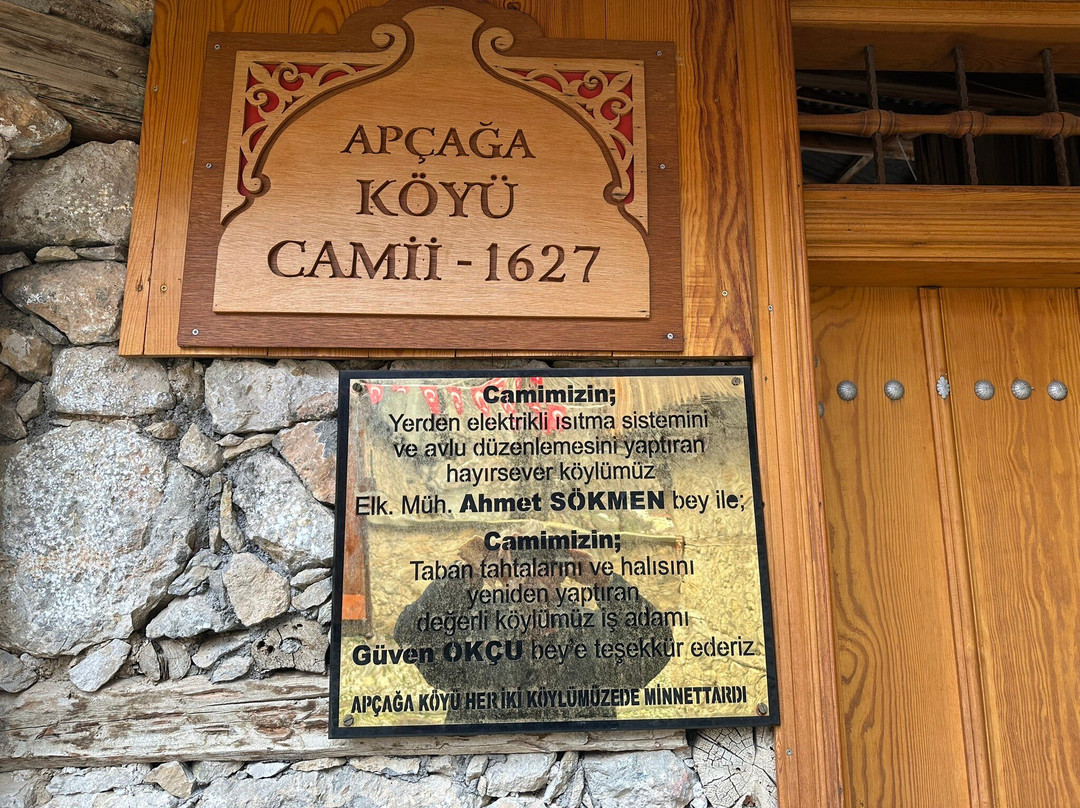 APÇAĞA
KÖYÜ
CAMİİ - 1627
Camimizin;
Yerden elektrikli ısıtma sistemini
ve avlu düzenlemesini yaptıran
hayırsever köylümüz
Elk. Müh. Ahmet SÖKMEN bey ile;
Camimizin;
Taban tahtalarını ve halısını
yeniden yaptıran
değerli köylümüz iş adamı
Güven OKÇU bey'e teşekkür ederiz
APÇAĞA KÖYÜ HER İKİ KÖYLÜMÜZEDE MİNNETTARDI